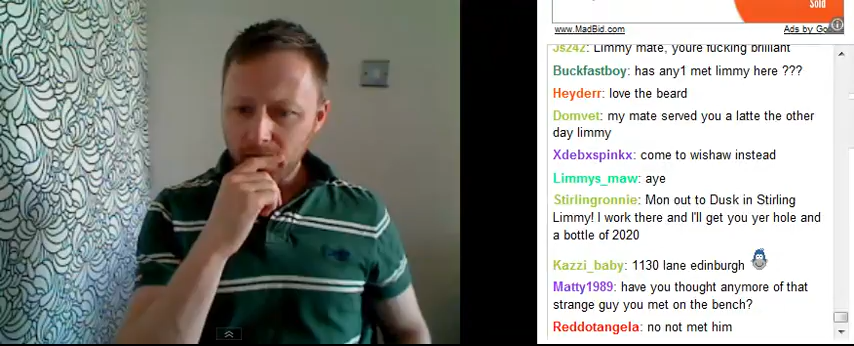 Sold
www.MadBid.com
Ads by Goo
Js242: Limmy mate, youre fucking brilliant
Buckfastboy: has any1 met limmy here ???
Heyderr: love the beard
Domvet: my mate served you a latte the other
day limmy
Xdebxspinkx: come to wishaw instead
Limmys_maw: aye
Stirlingronnie: Mon out to Dusk in Stirling
Limmy! I work there and I'll get you yer hole and
a bottle of 2020
Kazzi_baby: 1130 lane edinburgh
Matty1989: have you thought anymore of that
strange guy you met on the bench?
Reddotangela: no not met him